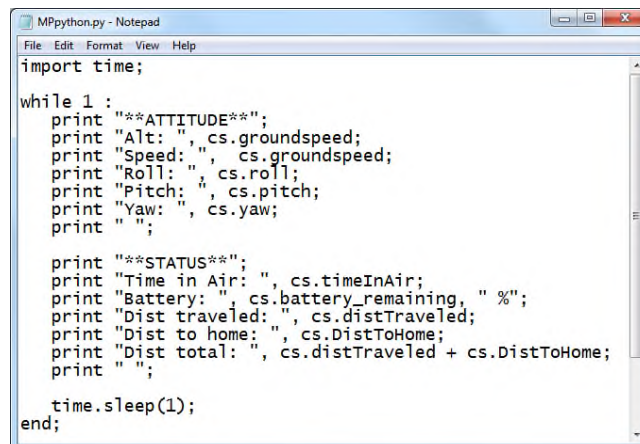 MPpython.py - Notepad
File Edit Format View Help
import time;
while 1 :
print "**ATTITUDE**";
print "Alt: ", cs.groundspeed;
print "Speed: ",  cs.groundspeed;
print "Roll: ", cs.roll;
print "Pitch: ", cs.pitch;
print "Yaw: ", cs.yaw;
print " ";
print "**STATUS**";
print "Time in Air: ", cs.timeInAir;
print "Battery: ", cs.battery_remaining, " %";
print "Dist traveled: ", cs.distTraveled;
print "Dist to home: ", cs.DistToHome;
print "Dist total: ", cs.distTraveled + cs.DistToHome;
print " ";
time.sleep(1);
end;